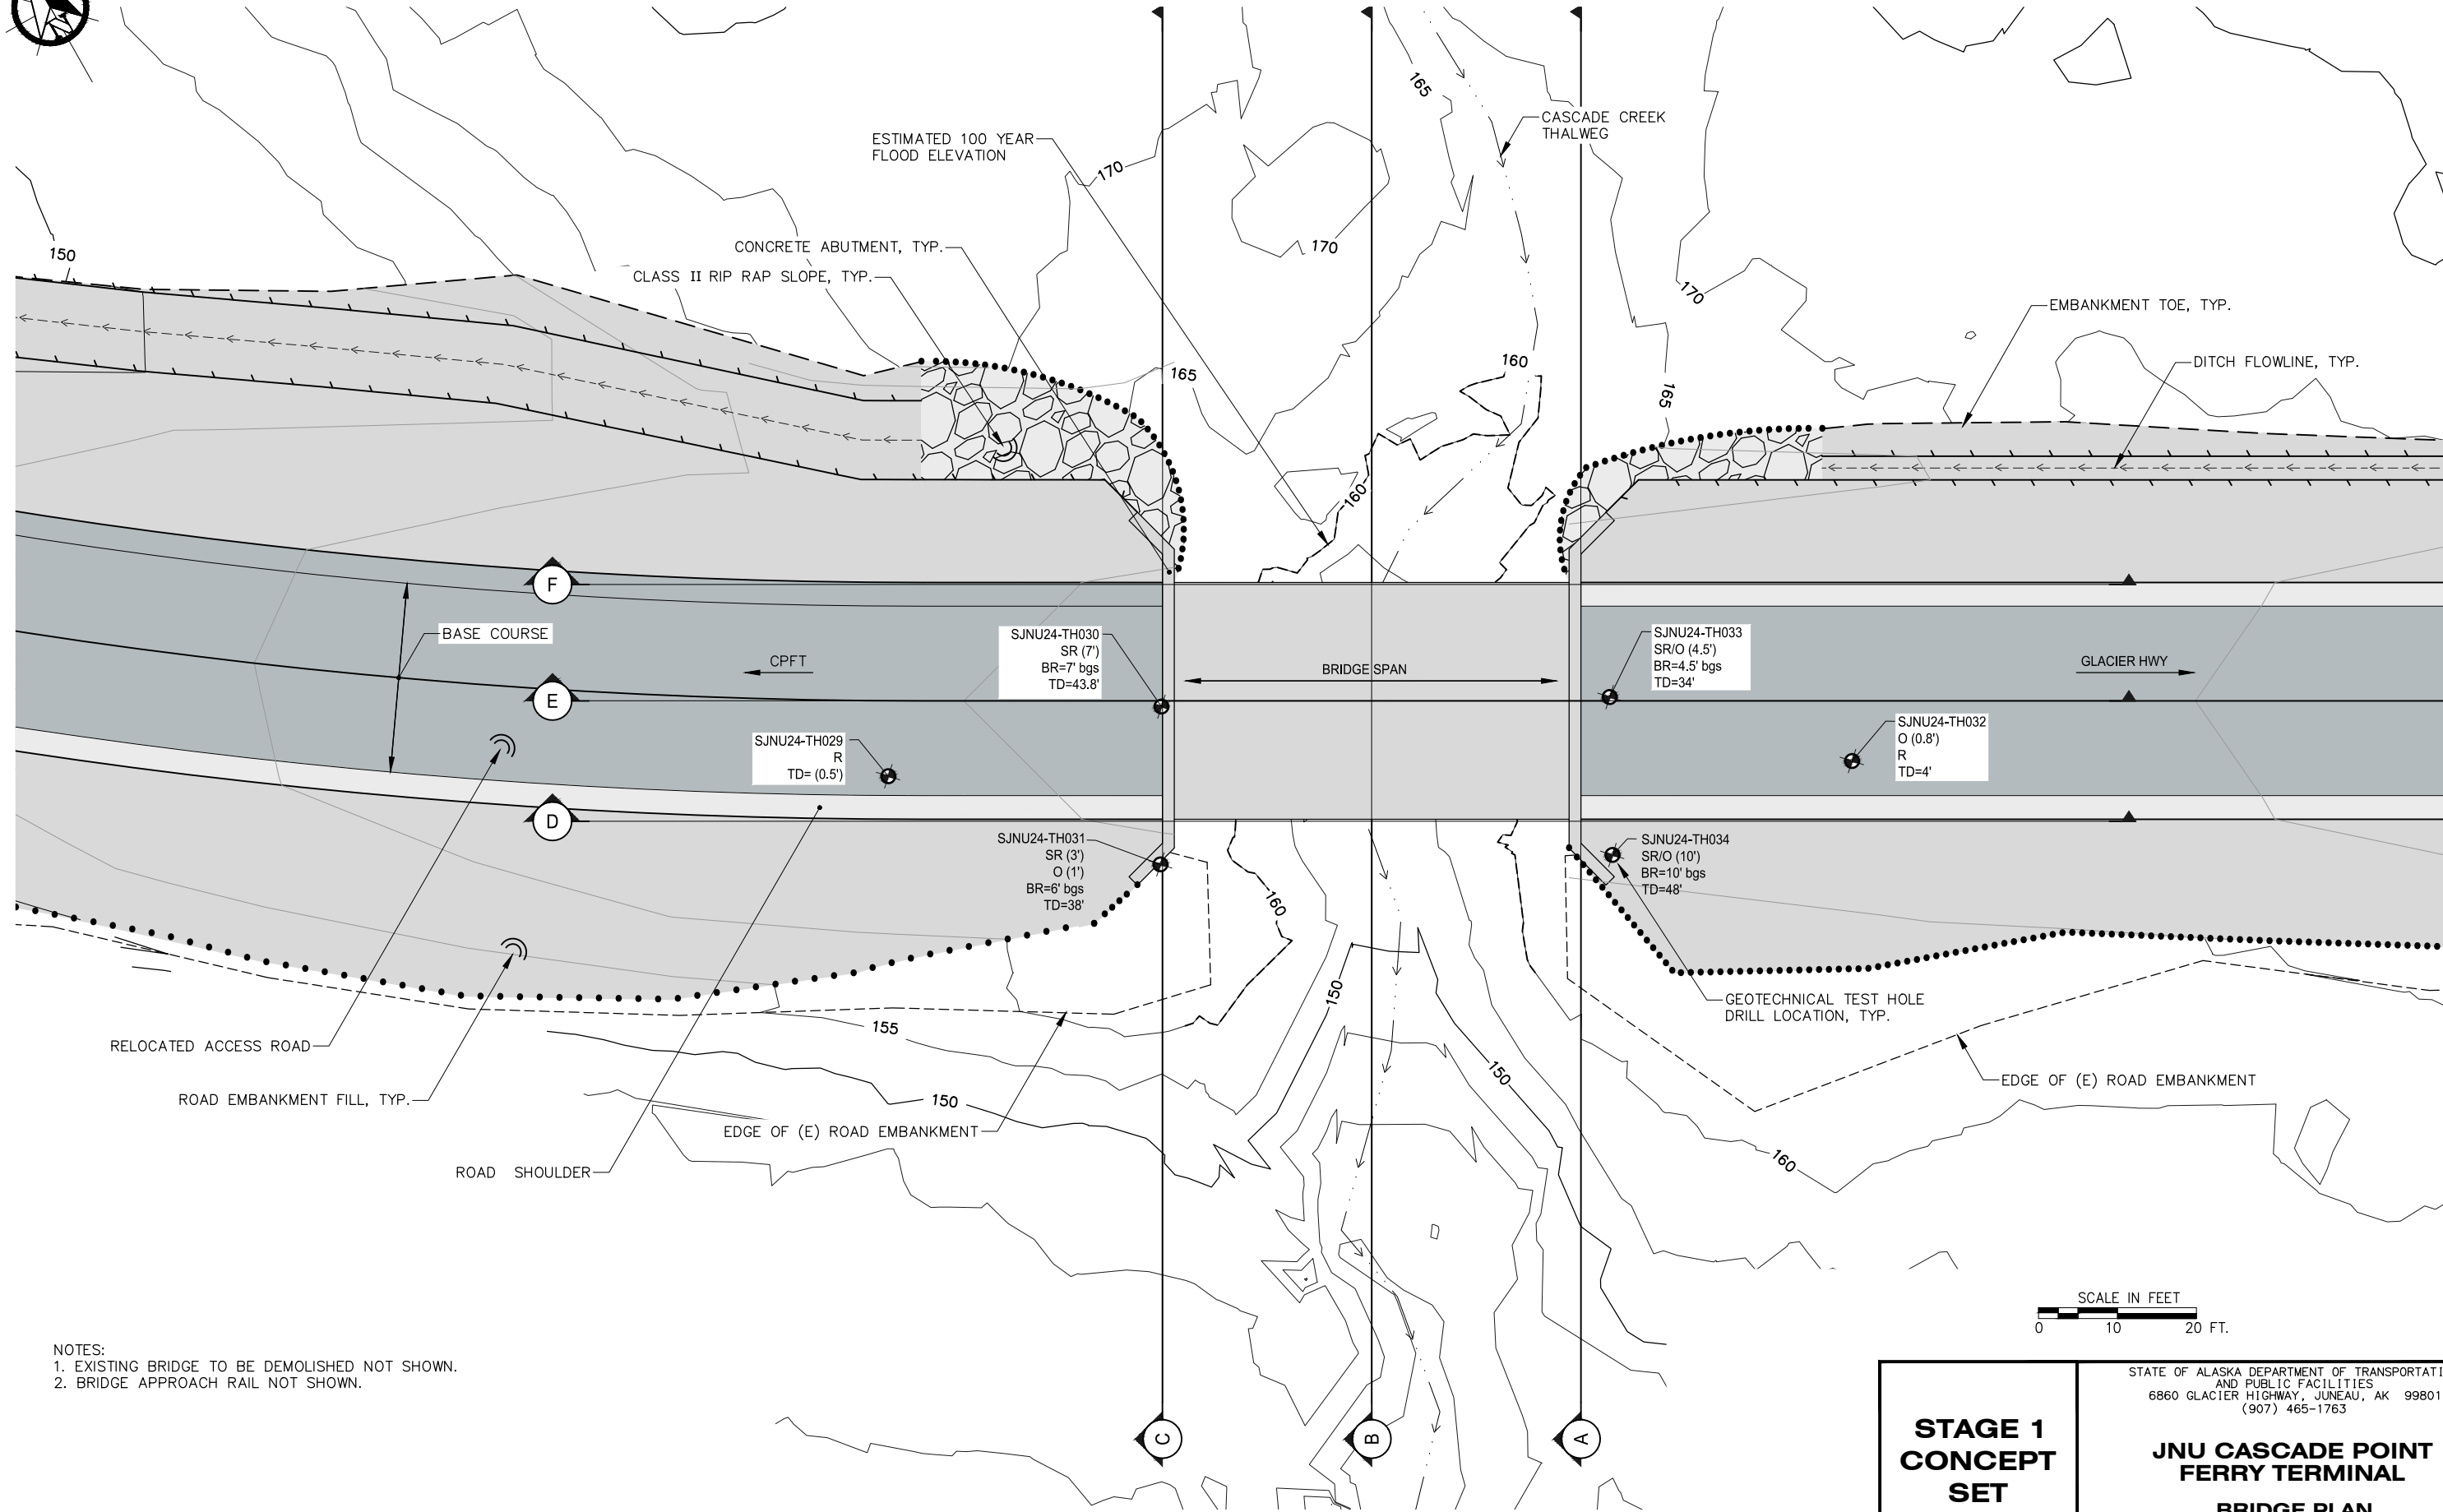 165
CASCADE CREEK
THALWEG
ESTIMATED 100 YEAR
FLOOD ELEVATION
170
170
150
CONCRETE ABUTMENT, TYP.
CLASS II RIP RAP SLOPE, TYP.
170
EMBANKMENT TOE, TYP.
DITCH FLOWLINE, TYP.
160
165
165
160
F
BASE COURSE
SJNU24-TH030
SR (7')
BR=7' bgs
TD=43.8'
SJNU24-TH033
SR/O (4.5')
BR=4.5' bgs
TD=34'
CPFT
BRIDGE SPAN
GLACIER HWY
E
SJNU24-TH029
R
TD= (0.5')
SJNU24-TH032
O (0.8')
R
TD=4'
D
SJNU24-TH031
SR (3')
O (1')
BR=6' bgs
TD=38'
SJNU24-TH034
SR/O (10')
BR=10' bgs
TD=48'
160
150
GEOTECHNICAL TEST HOLE
DRILL LOCATION, TYP.
155
RELOCATED ACCESS ROAD
150
EDGE OF (E) ROAD EMBANKMENT
ROAD EMBANKMENT FILL, TYP.
150
EDGE OF (E) ROAD EMBANKMENT
160
ROAD SHOULDER
SCALE IN FEET
0 10 20 FT.
NOTES:
1. EXISTING BRIDGE TO BE DEMOLISHED NOT SHOWN.
2. BRIDGE APPROACH RAIL NOT SHOWN.
C
B
A
STAGE 1
CONCEPT
SET
STATE OF ALASKA DEPARTMENT OF TRANSPORTATI
AND PUBLIC FACILITIES
6860 GLACIER HIGHWAY, JUNEAU, AK 99801
(907) 465-1763
JNU CASCADE POINT
FERRY TERMINAL
BRIDGE PLAN